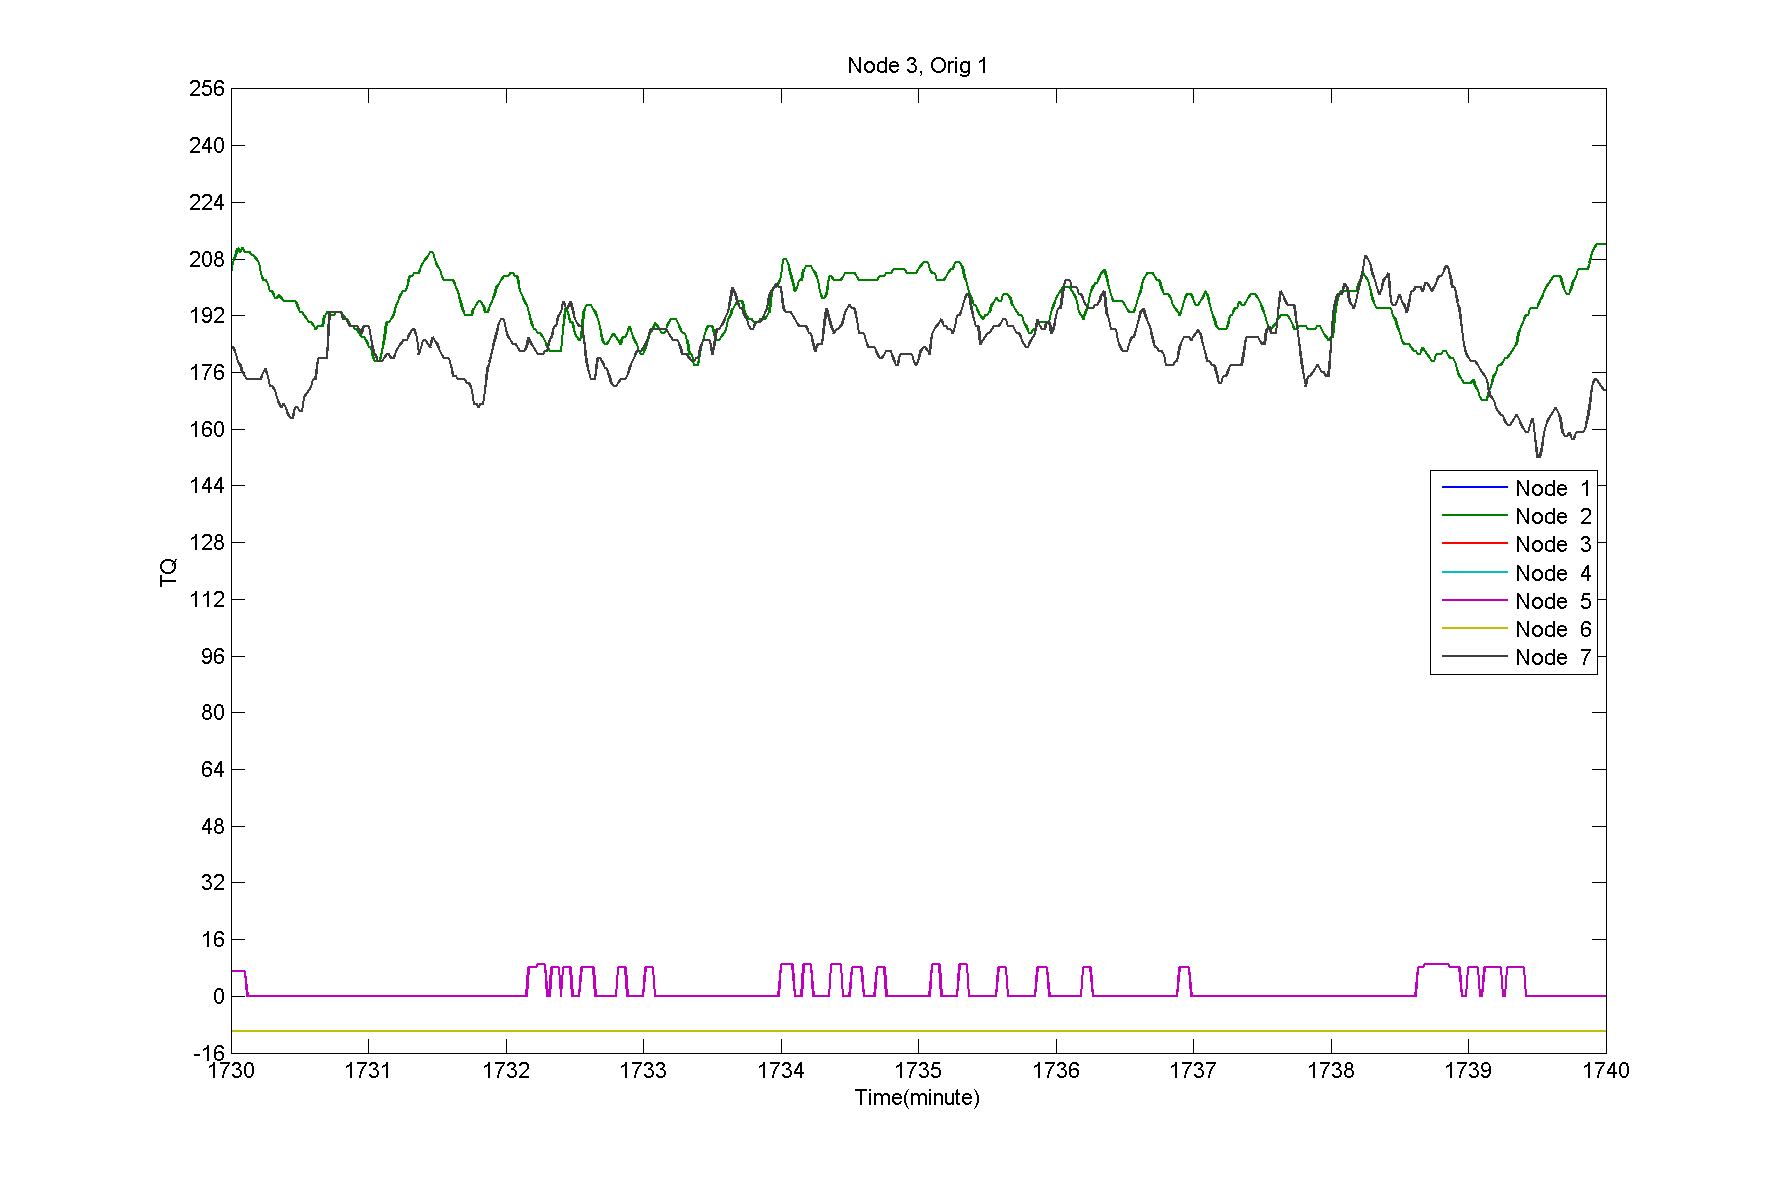 Node 3, Orig 1
256
240
224
208
192
176
160
144
128
112
96
80
64
48
32
16
0
-16
TQ
Node 1
Node 2
Node 3
Node 4
Node 5
Node 6
Node 7
1730 1731 1732 1733 1734 1735 1736 1737 1738 1739 1740
Time(minute)